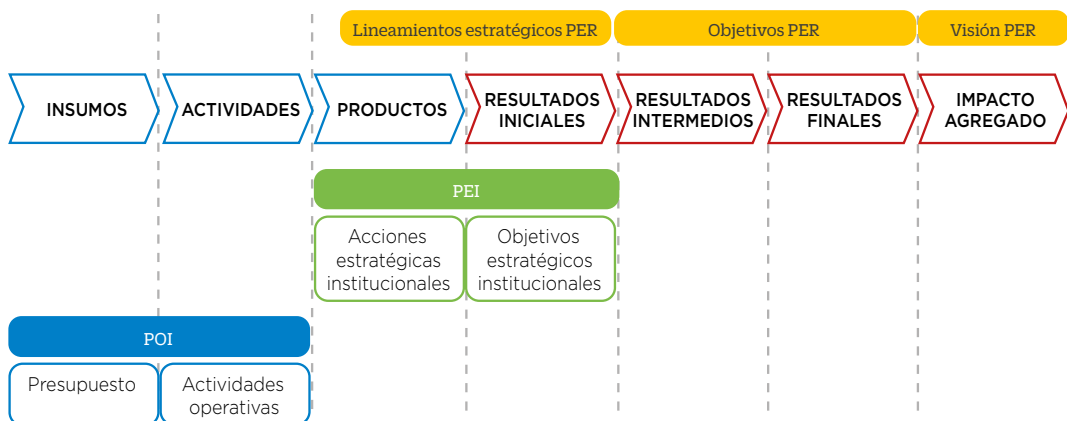 Lineamientos estratégicos PER
Objetivos PER
Visión PER
INSUMOS
ACTIVIDADES
PRODUCTOS
RESULTADOS
INICIALES
RESULTADOS
INTERMEDIOS
RESULTADOS
FINALES
IMPACTO
AGREGADO
PEI
Acciones
estratégicas
institucionales
Objetivos
estratégicos
institucionales
POI
Presupuesto
Actividades
operativas